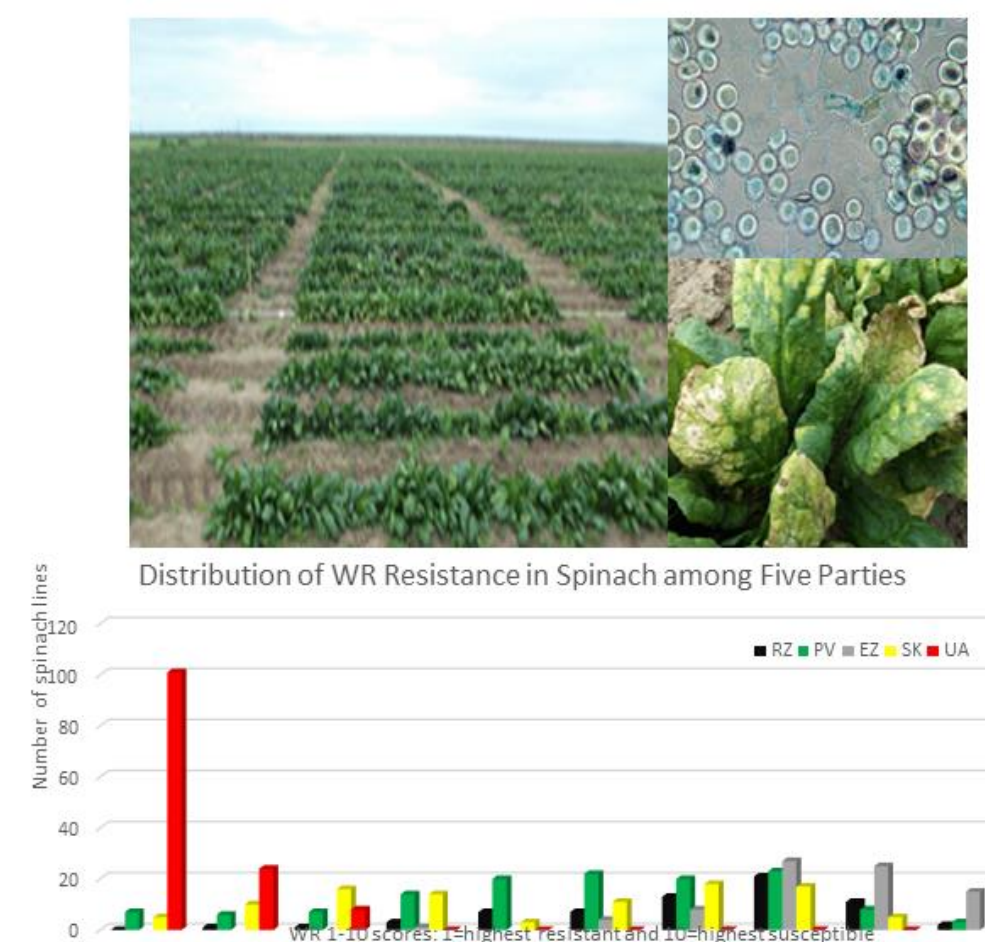 Distribution of WR Resistance in Spinach among Five Parties
Number of spinach lines
120
100
80
60
40
20
0
RZ PV EZ SK UA
WR 1-10 scores: 1=highest resistant and 10=highest susceptible